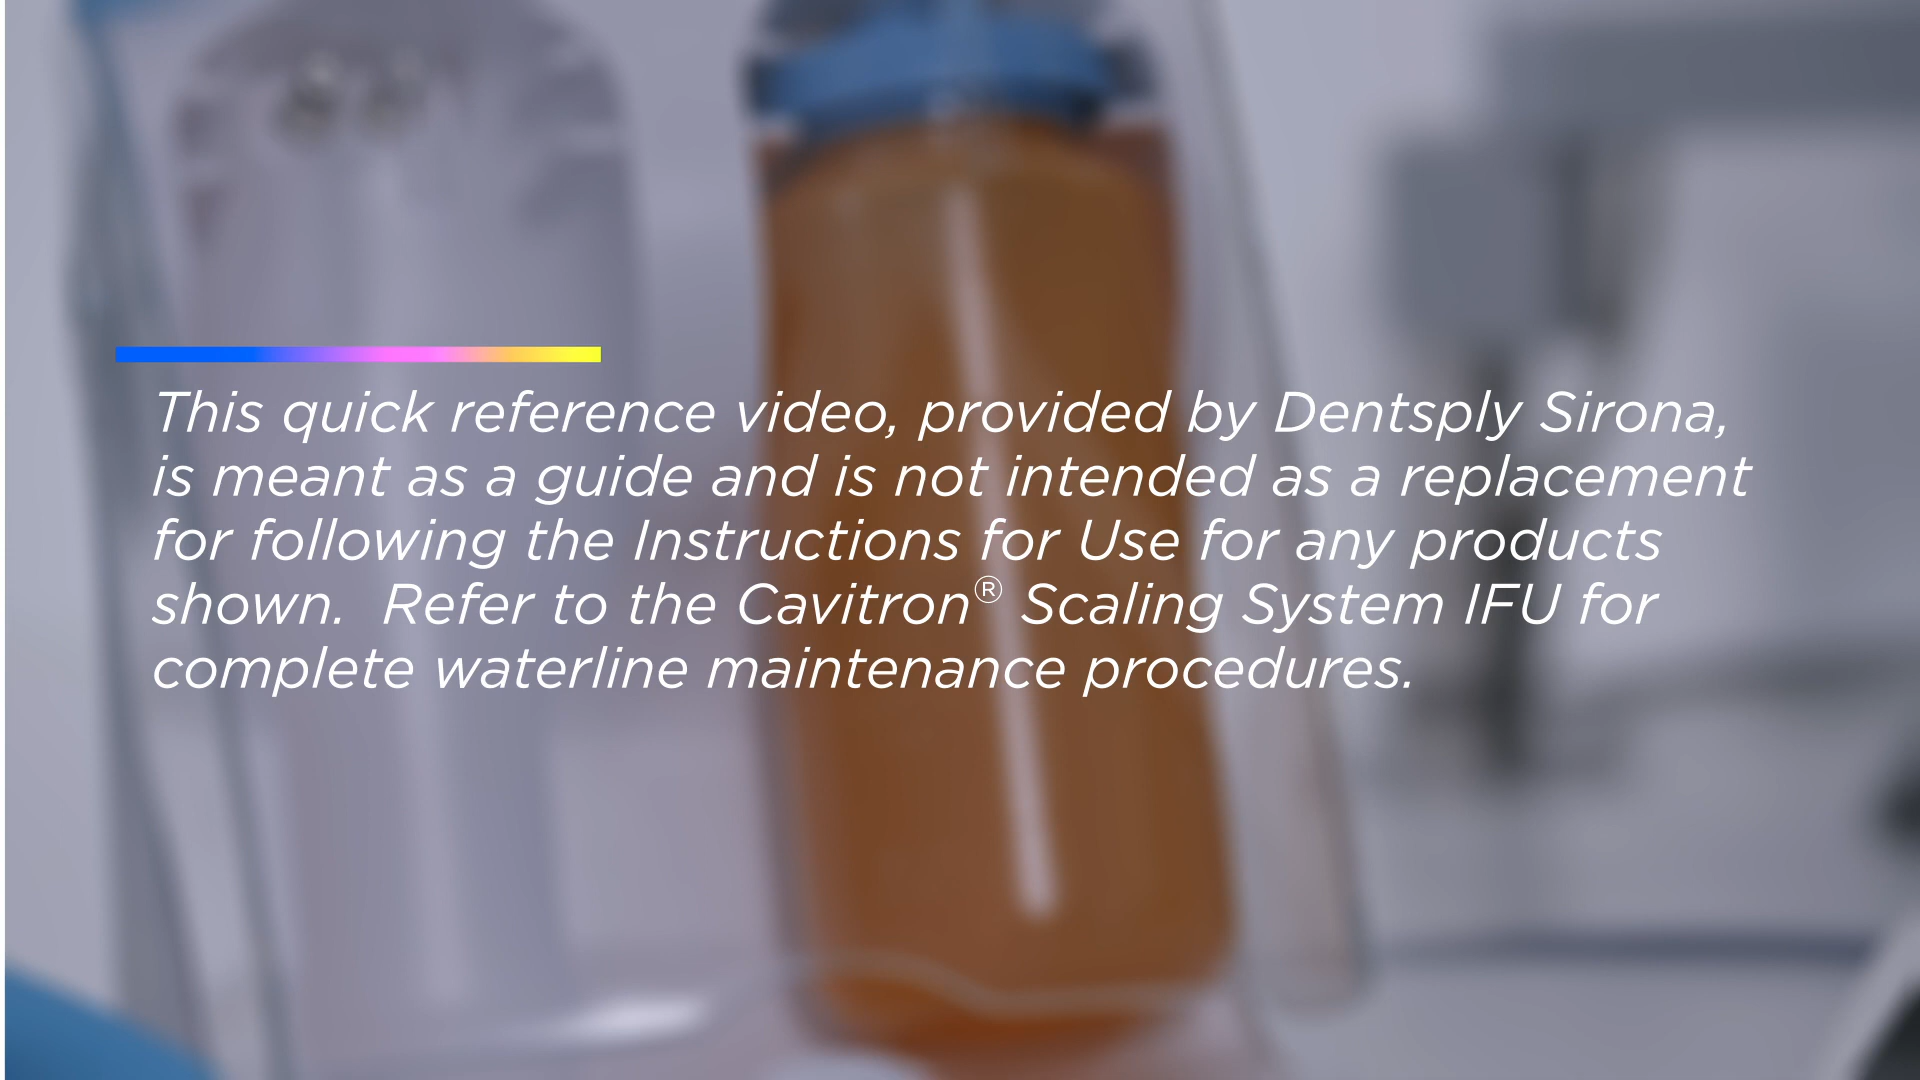 This quick reference video, provided by Dentsply Sirona,
is meant as a guide and is not intended as a replacement
for following the Instructions for Use for any products
shown.  Refer to the Cavitron® Scaling System IFU for
complete waterline maintenance procedures.